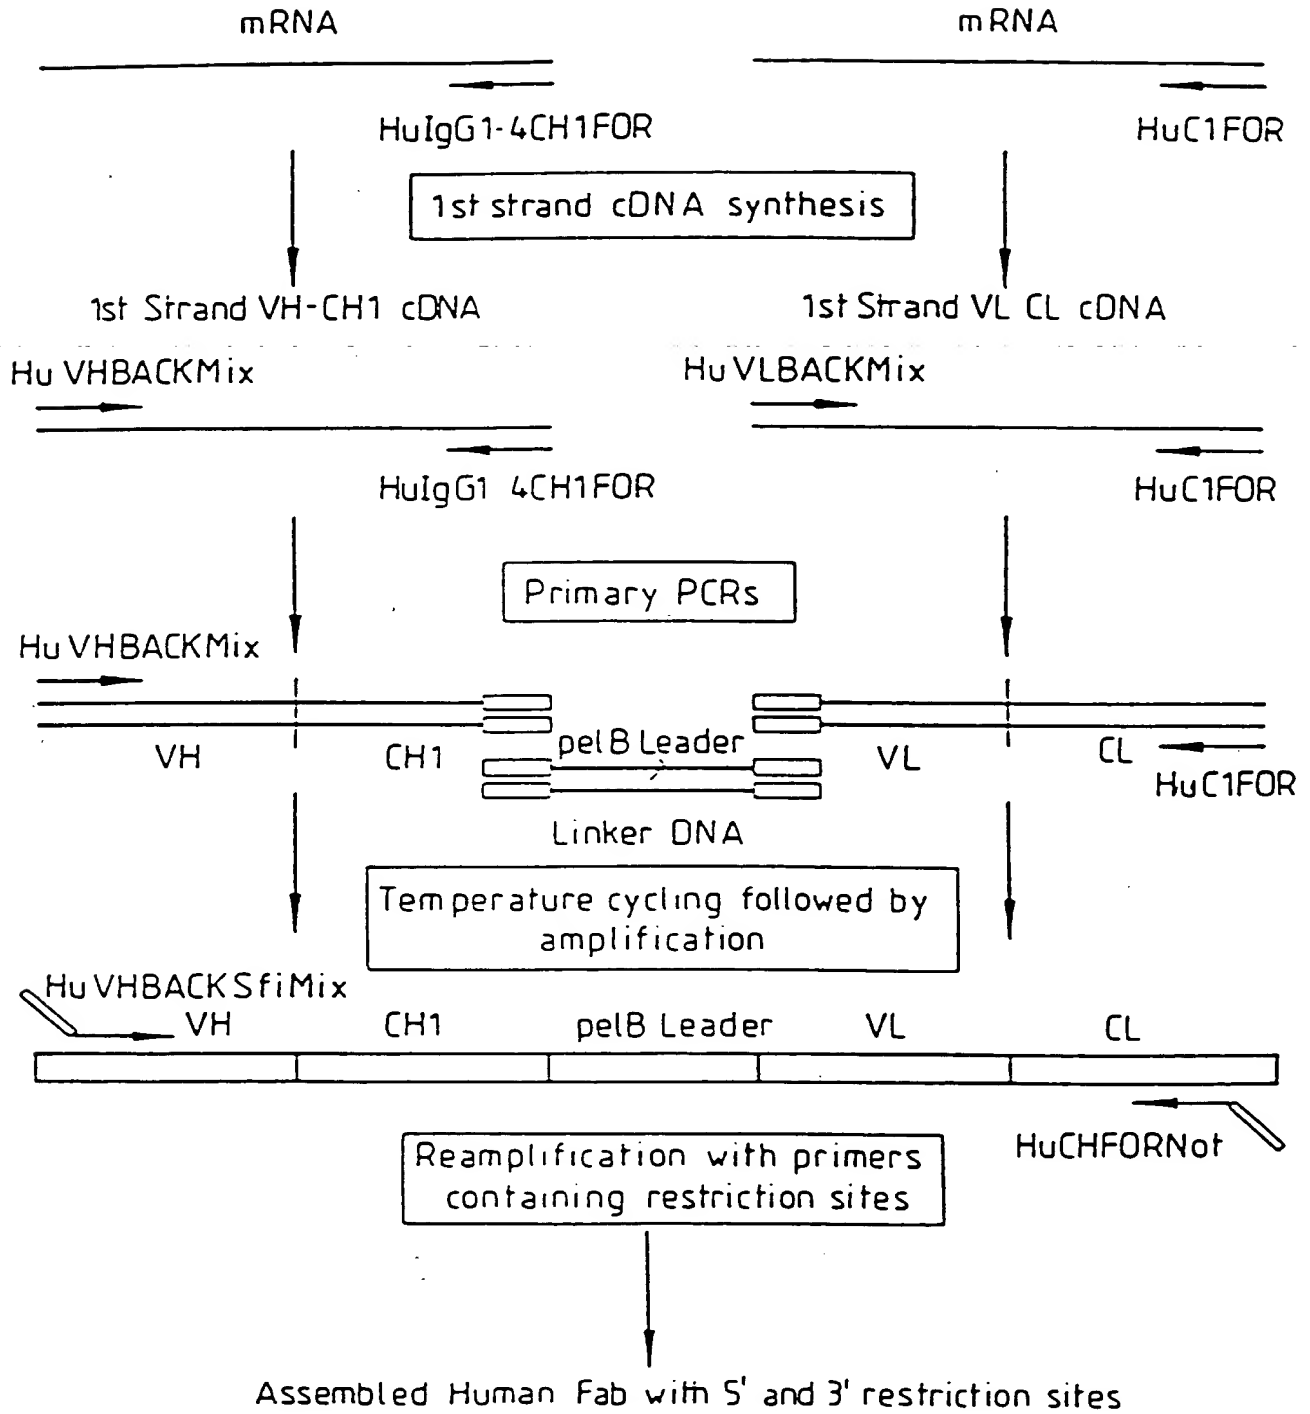 mRNA
mRNA
HuIgG1-4CH1FOR
HuC1FOR
1st strand cDNA synthesis
1st Strand VH-CH1 cDNA
1st Strand VL CL cDNA
Hu VHBACKMix
Hu VLBACKMix
HuIgG1 4CH1FOR
HuC1FOR
Primary PCRs
Hu VHBACKMix
VH
CH1
pelB Leader
VL
CL
HuC1FOR
Linker DNA
Temperature cycling followed by
amplification
Hu VHBACKSfiMix
VH
CH1
pelB Leader
VL
CL
HuCHFORNot
Reamplification with primers
containing restriction sites
Assembled Human Fab with 5' and 3' restriction sites